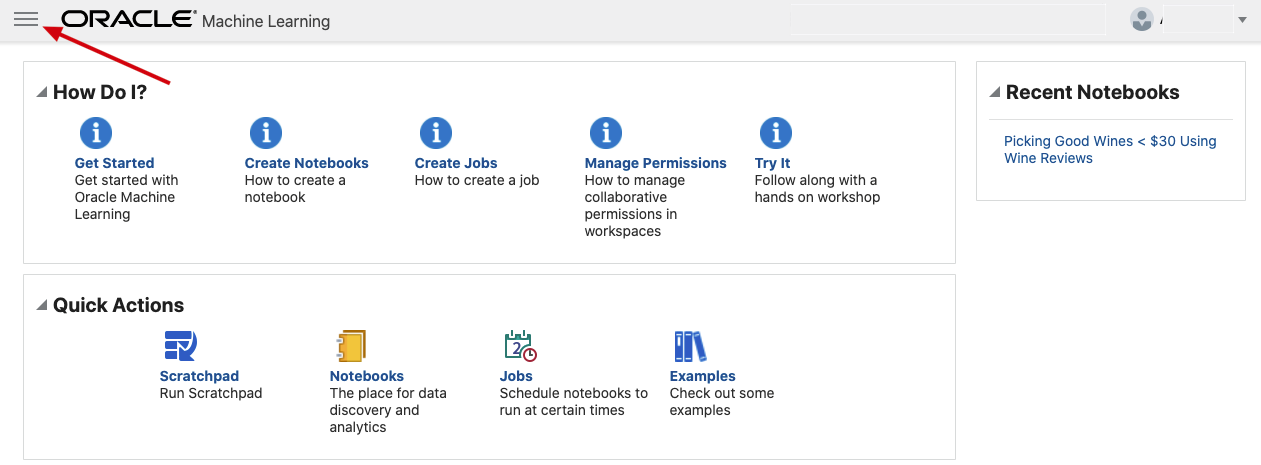 ORACLE® Machine Learning
How Do I?
Get Started
Get started with
Oracle Machine
Learning
Create Notebooks
How to create a
notebook
Create Jobs
How to create a job
Manage Permissions
How to manage
collaborative
permissions in
workspaces
Try It
Follow along with a
hands on workshop
Recent Notebooks
Picking Good Wines < $30 Using
Wine Reviews
Quick Actions
Scratchpad
Run Scratchpad
Notebooks
The place for data
discovery and
analytics
2
Jobs
Schedule notebooks to
run at certain times
Examples
Check out some
examples